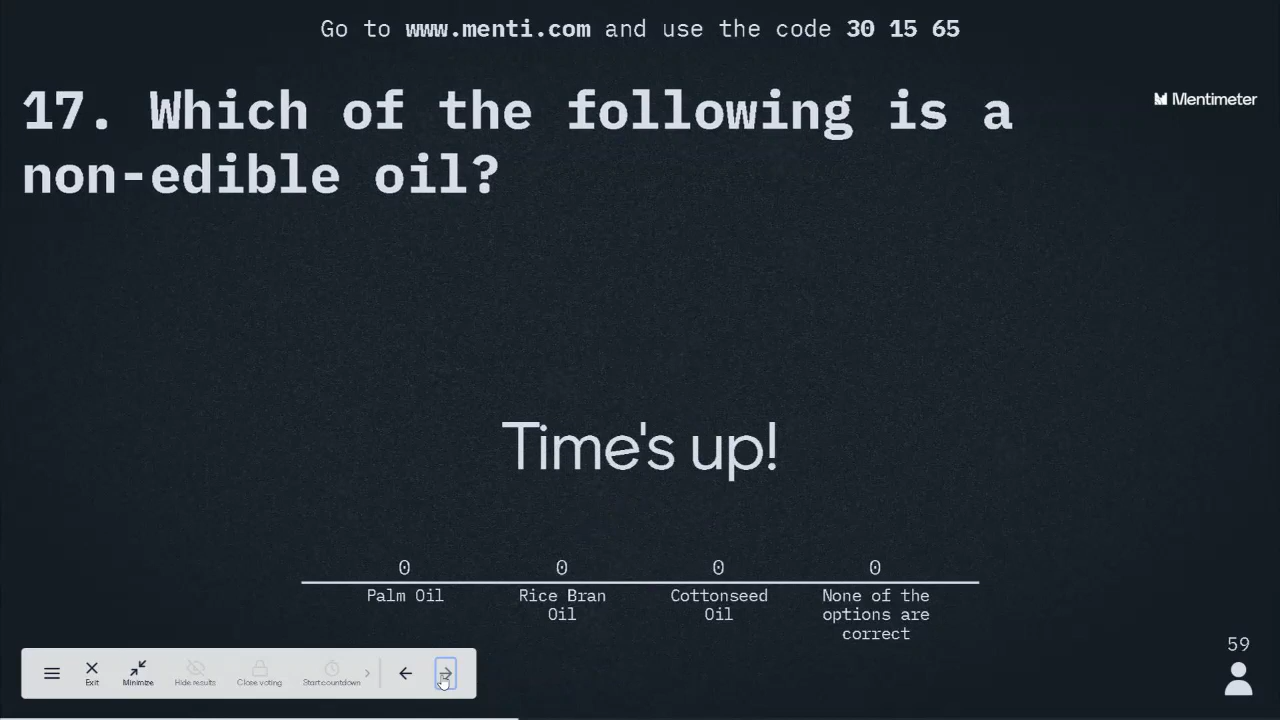 Go to www.menti.com and use the code 30 15 65
17. Which of the following is a
non-edible oil?
Mentimeter
Time's up!
0 0 0 0
Palm Oil Rice Bran Oil Cottonseed Oil None of the options are correct
59
Exit Minimize Hide results Close voting Start countdown